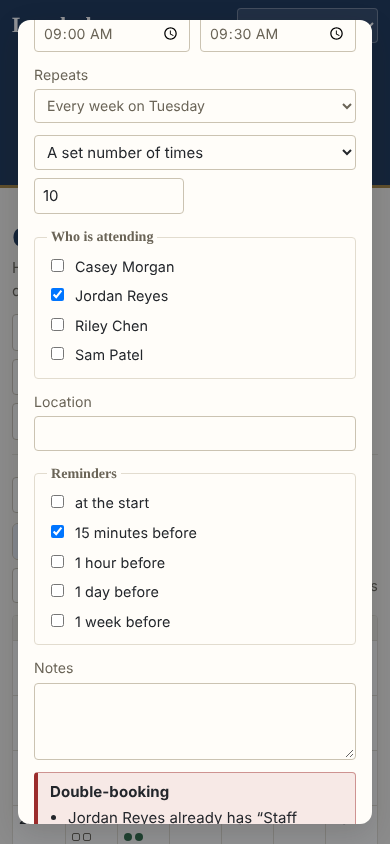 09:00 AM 09:30 AM
Repeats
Every week on Tuesday
A set number of times
10
Who is attending
Casey Morgan
Jordan Reyes
Riley Chen
Sam Patel
Location
Reminders
at the start
15 minutes before
1 hour before
1 day before
1 week before
Notes
Double-booking
• Jordan Reyes already has “Staff